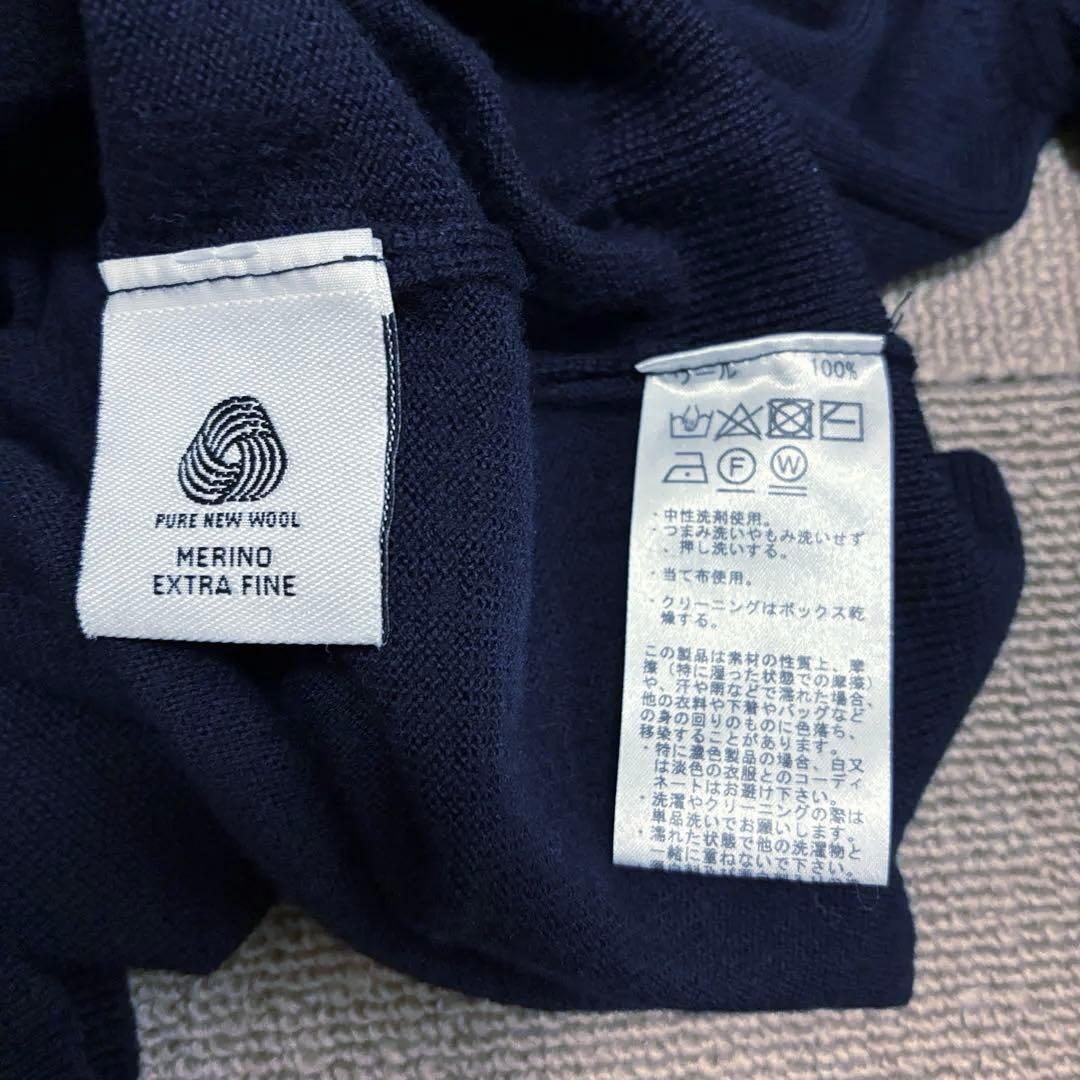 PURE NEW WOOL
MERINO
EXTRA FINE
ウール 100%
F W
・中性洗剤使用。
・つまみ洗いやもみ洗いせず
、押し洗いする。
・当て布使用。
・クリーニングはボックス乾
燥する。
この製品は素材の性質上、摩
擦(特に湿った状態での摩擦)
や、汗や雨などで濡れた場合、
他の衣料や下着やバッグなど
の身の回りのものに色落ち、
移染することがあります。
・特に濃色製品の場合、白又
は淡色の衣服とのコーディ
ネートはお避け下さい。
・洗濯やクリーニングの際は
単品洗いでお願いします。
・濡れた状態で他の洗濯物と
一緒に重ねないで下さい。